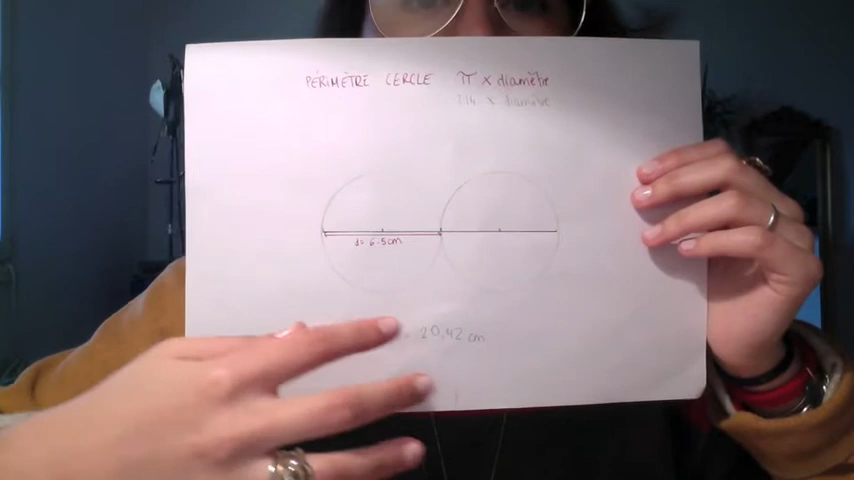 PÉRIMÈTRE CERCLE π x diamètre
3.14 x diamètre
d= 6.5cm
20,42 cm